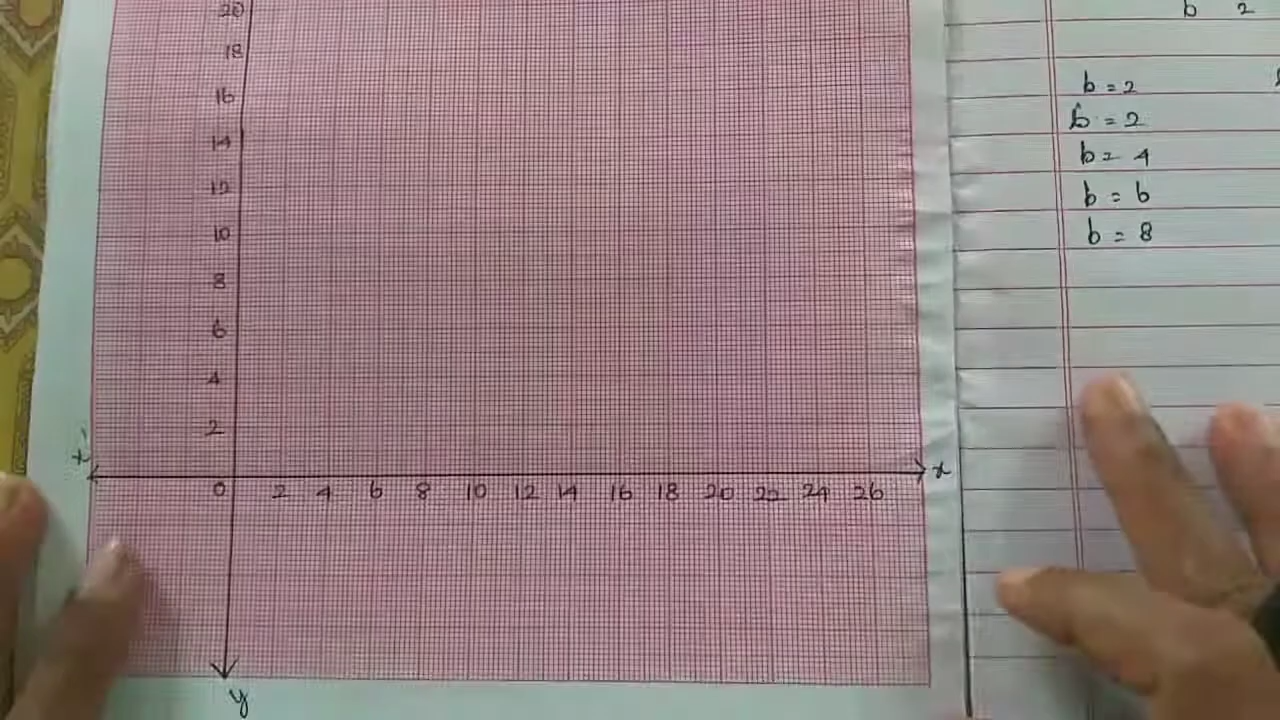 20
18
16
14
12
10
8
6
4
2
x'
x
0 2 4 6 8 10 12 14 16 18 20 22 24 26
y
b 2
b = 2
b = 2
b = 4
b = 6
b = 8